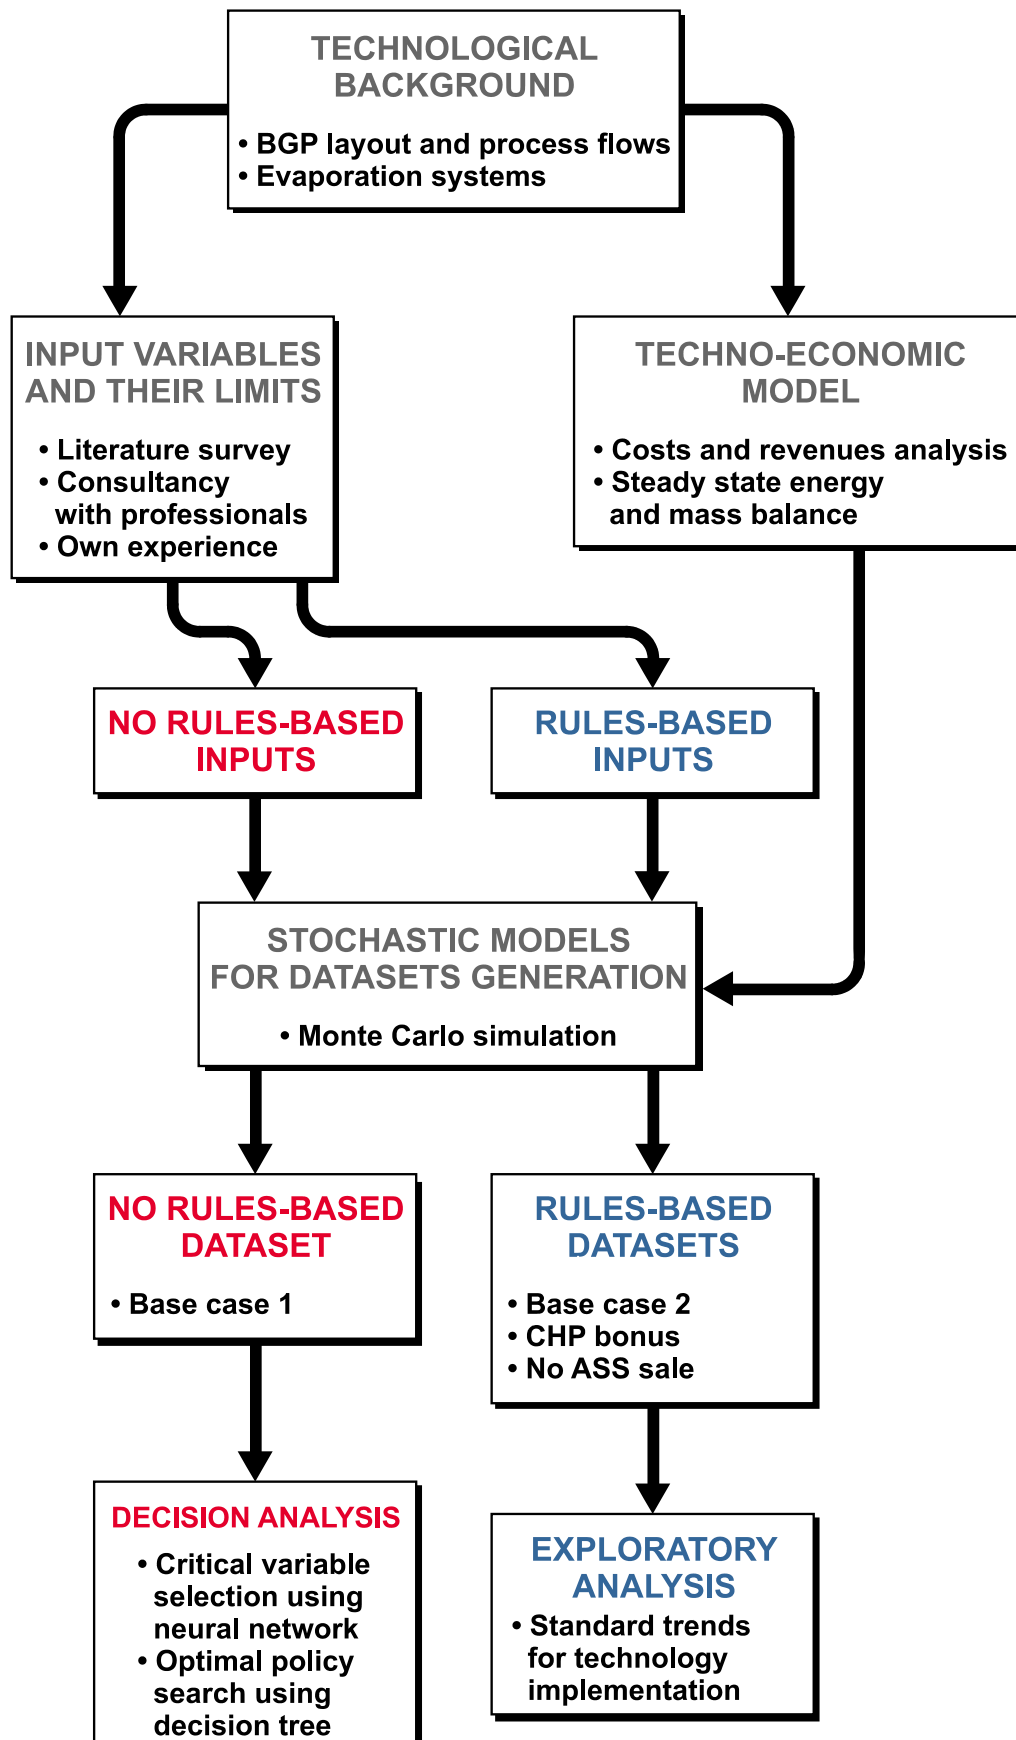 TECHNOLOGICAL
BACKGROUND
• BGP layout and process flows
• Evaporation systems
INPUT VARIABLES
AND THEIR LIMITS
• Literature survey
• Consultancy
with professionals
• Own experience
TECHNO-ECONOMIC
MODEL
• Costs and revenues analysis
• Steady state energy
and mass balance
NO RULES-BASED
INPUTS
RULES-BASED
INPUTS
STOCHASTIC MODELS
FOR DATASETS GENERATION
• Monte Carlo simulation
NO RULES-BASED
DATASET
• Base case 1
RULES-BASED
DATASETS
• Base case 2
• CHP bonus
• No ASS sale
DECISION ANALYSIS
• Critical variable
selection using
neural network
• Optimal policy
search using
decision tree
EXPLORATORY
ANALYSIS
• Standard trends
for technology
implementation